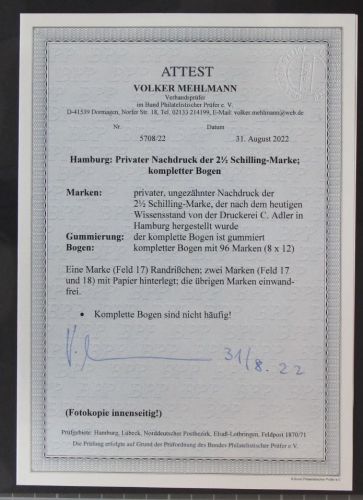 ATTEST
VOLKER MEHLMANN
Verbandsprüfer
im Bund Philatelistischer Prüfer e. V.
D-41539 Dormagen, Norfer Str. 18, Tel. 02133 214199, E-Mail: volker.mehlmann@web.de
Nr. Datum
5708/22 31. August 2022
Hamburg: Privater Nachdruck der 2½ Schilling-Marke;
kompletter Bogen
Marken: privater, ungezähnter Nachdruck der
2½ Schilling-Marke, der nach dem heutigen
Wissenstand von der Druckerei C. Adler in
Hamburg hergestellt wurde
Gummierung: der komplette Bogen ist gummiert
Bogen: kompletter Bogen mit 96 Marken (8 x 12)
Eine Marke (Feld 17) Randrißchen; zwei Marken (Feld 17
und 18) mit Papier hinterlegt; die übrigen Marken einwand-
frei.
• Komplette Bogen sind nicht häufig!
31/8. 22
(Fotokopie innenseitig!)
Prüfgebiete: Hamburg, Lübeck, Norddeutscher Postbezirk, Elsaß-Lothringen, Feldpost 1870/71
Die Prüfung erfolgte auf Grund der Prüfordnung des Bundes Philatelistischer Prüfer e.V.